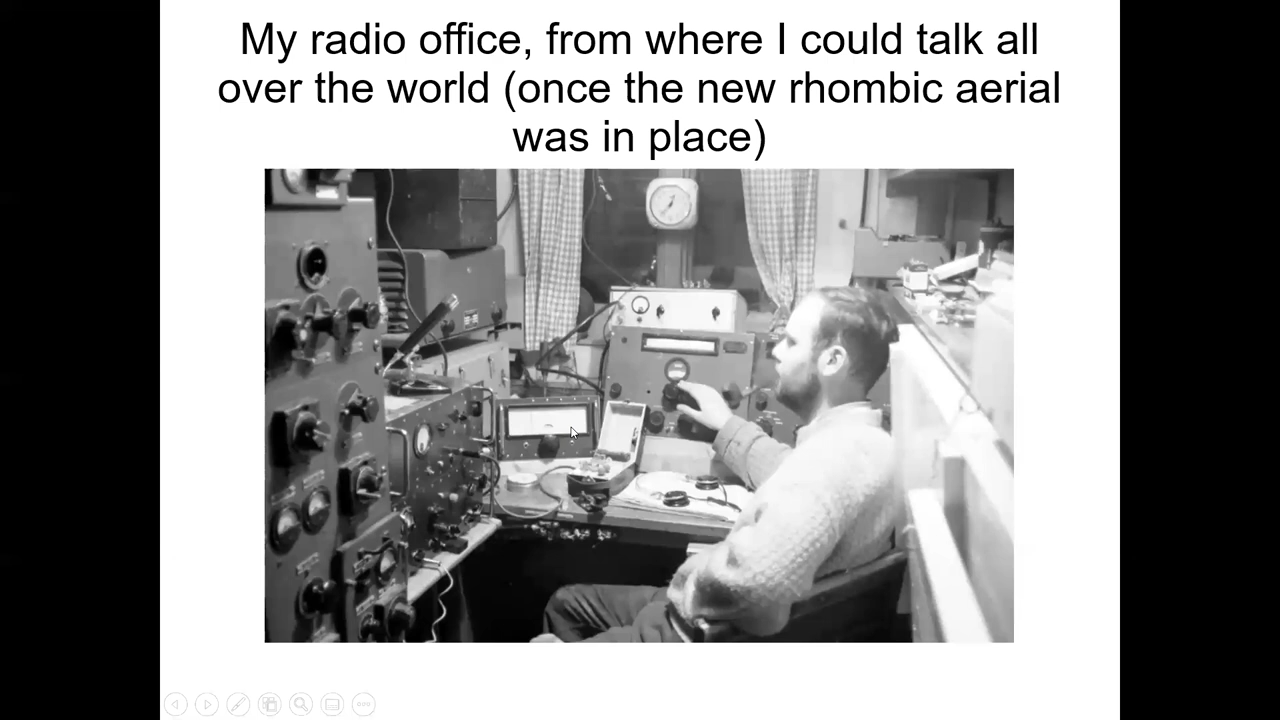 My radio office, from where I could talk all
over the world (once the new rhombic aerial
was in place)